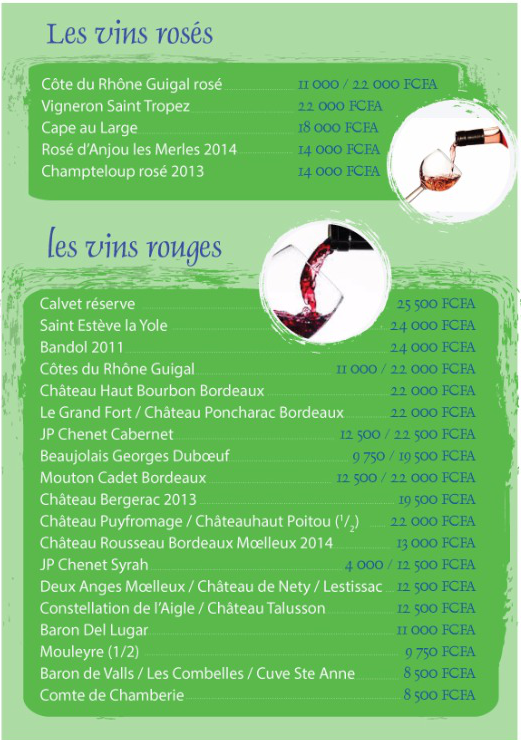 Les vins rosés
Côte du Rhône Guigal rosé 11 000 / 22 000 FCFA
Vigneron Saint Tropez 22 000 FCFA
Cape au Large 18 000 FCFA
Rosé d'Anjou les Merles 2014 14 000 FCFA
Champteloup rosé 2013 14 000 FCFA
les vins rouges
Calvet réserve 25 500 FCFA
Saint Estève la Yole 24 000 FCFA
Bandol 2011 24 000 FCFA
Côtes du Rhône Guigal 11 000 / 22 000 FCFA
Château Haut Bourbon Bordeaux 22 000 FCFA
Le Grand Fort / Château Poncharac Bordeaux 22 000 FCFA
JP Chenet Cabernet 12 500 / 22 500 FCFA
Beaujolais Georges Dubœuf 9 750 / 19 500 FCFA
Mouton Cadet Bordeaux 12 500 / 22 000 FCFA
Château Bergerac 2013 19 500 FCFA
Château Puyfromage / Châteauhaut Poitou (1/2) 22 000 FCFA
Château Rousseau Bordeaux Mœlleux 2014 13 000 FCFA
JP Chenet Syrah 4 000 / 12 500 FCFA
Deux Anges Mœlleux / Château de Nety / Lestissac 12 500 FCFA
Constellation de l'Aigle / Château Talusson 12 500 FCFA
Baron Del Lugar 11 000 FCFA
Mouleyre (1/2) 9 750 FCFA
Baron de Valls / Les Combelles / Cuve Ste Anne 8 500 FCFA
Comte de Chamberie 8 500 FCFA